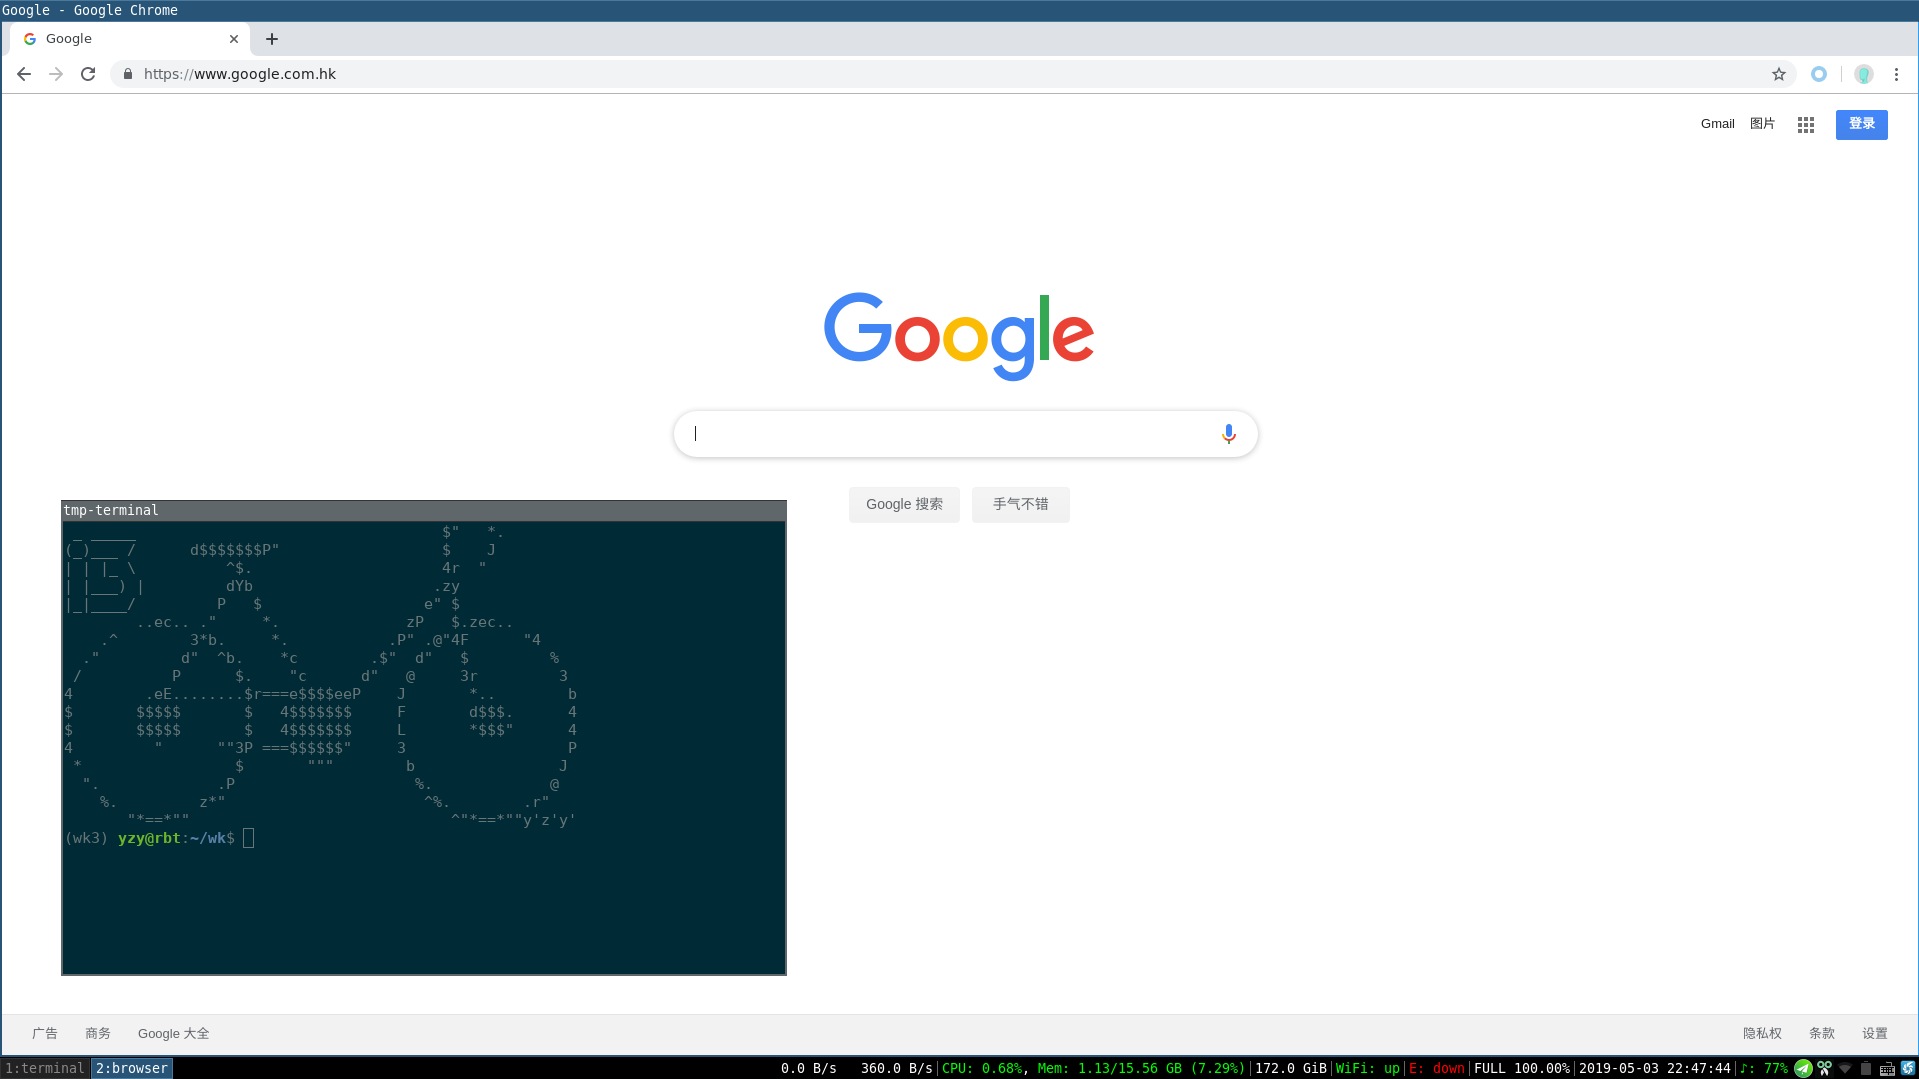 Google - Google Chrome
Google
https://www.google.com.hk
Gmail 图片 登录
Google
Google 搜索 手气不错
tmp-terminal
 _ _____                                  $"   *.
(_)___ /      d$$$$$$$P"                  $    J
| | |_ \          ^$.                     4r  "
| |___) |         dYb                    .zy
|_|____/         P   $                  e" $
        ..ec.. ."     *.              zP   $.zec..
    .^        3*b.     *.           .P" .@"4F      "4
  ."         d"  ^b.    *c        .$"  d"   $         %
 /          P      $.    "c      d"   @     3r         3
4        .eE........$r===e$$$$eeP    J       *..        b
$       $$$$$       $   4$$$$$$$     F       d$$$.      4
$       $$$$$       $   4$$$$$$$     L       *$$$"      4
4         "      ""3P ===$$$$$$"     3                  P
 *                 $       """        b                J
  ".             .P                    %.             @
    %.         z*"                      ^%.        .r"
       "*==*""                             ^"*==*""y'z'y'
(wk3) yzy@rbt:~/wk$
广告 商务 Google 大全 隐私权 条款 设置
1:terminal 2:browser 0.0 B/s 360.0 B/s|CPU: 0.68%, Mem: 1.13/15.56 GB (7.29%)|172.0 GiB|WiFi: up|E: down|FULL 100.00%|2019-05-03 22:47:44|♪: 77%